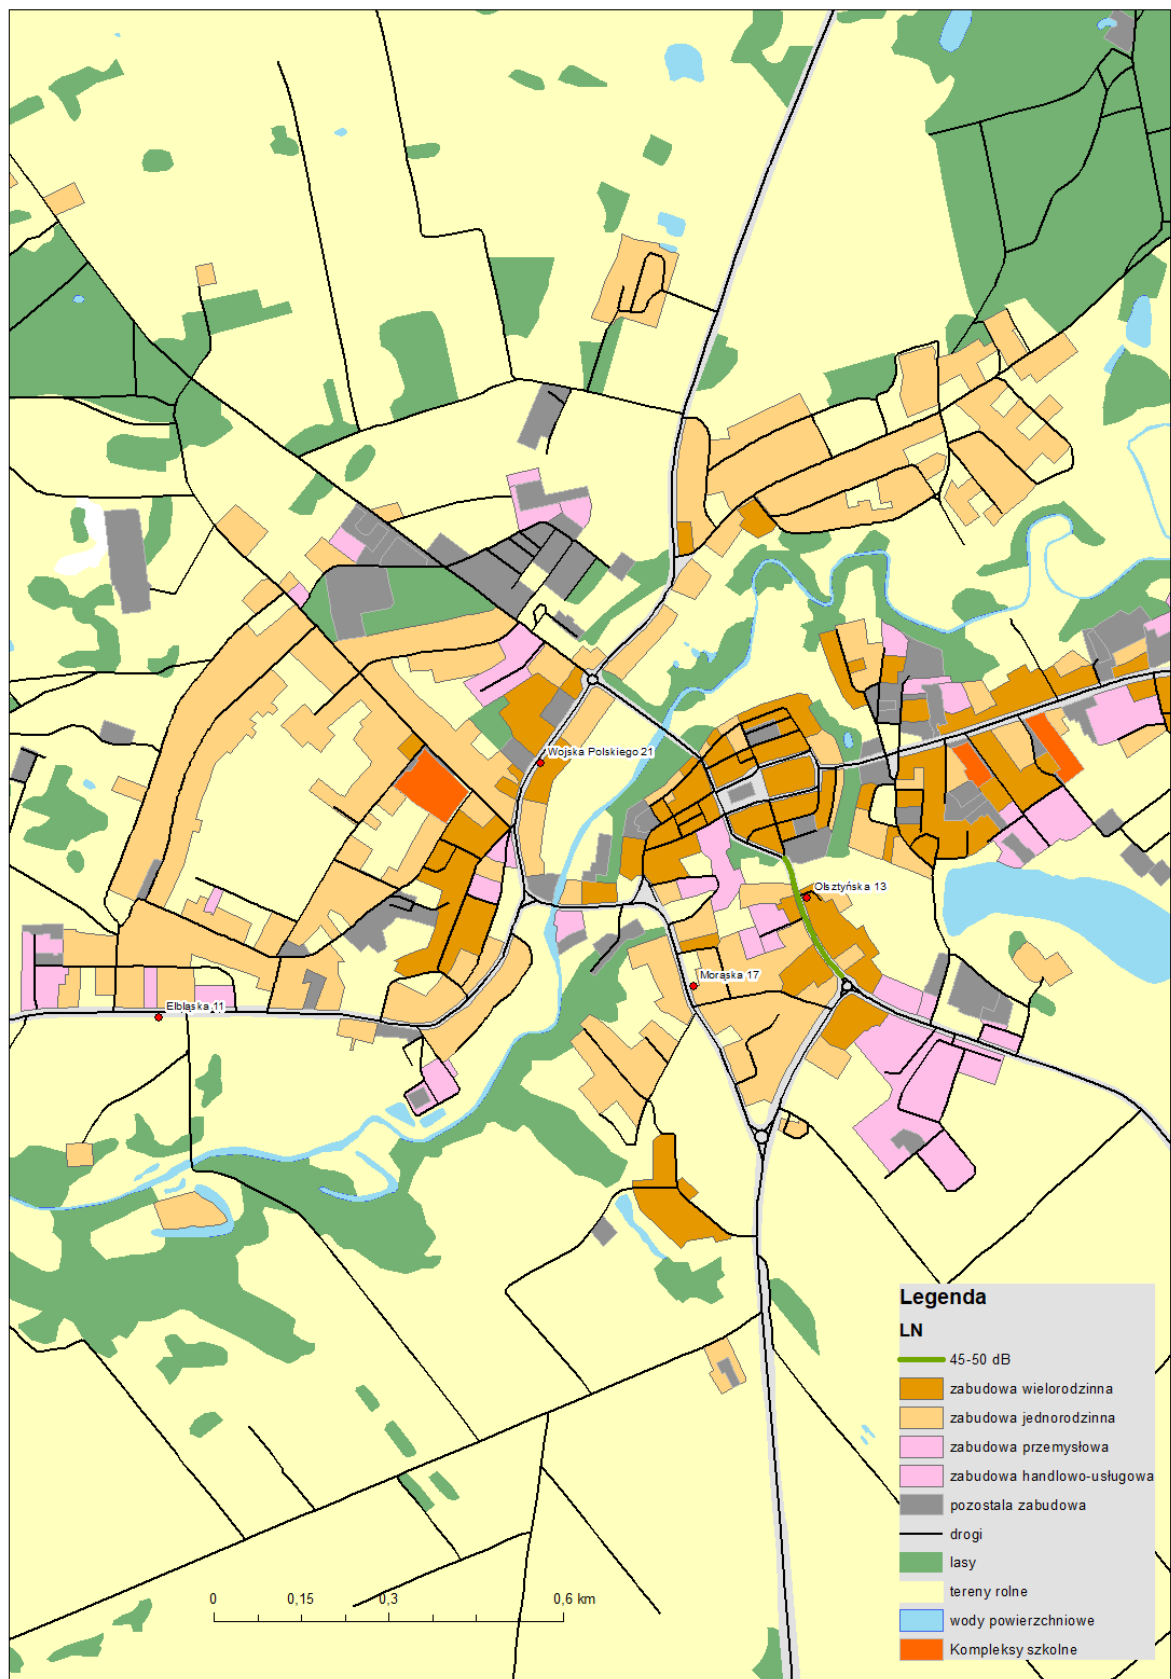 Wojska Polskiego 21
Olsztyńska 13
Morąska 17
Elbląska 11
Legenda
LN
45-50 dB
zabudowa wielorodzinna
zabudowa jednorodzinna
zabudowa przemysłowa
zabudowa handlowo-usługowa
pozostala zabudowa
drogi
lasy
tereny rolne
wody powierzchniowe
Kompleksy szkolne
0 0,15 0,3 0,6 km